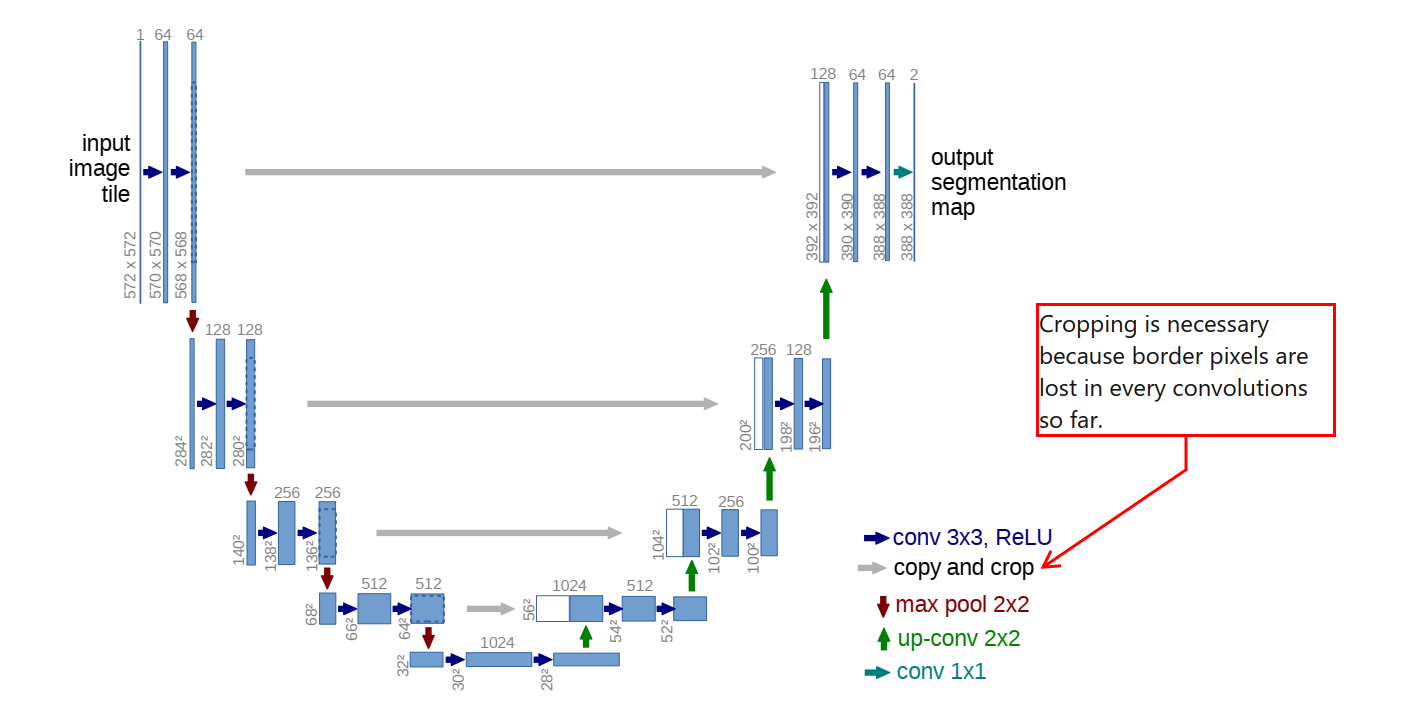 1 64 64
input
image
tile
572 x 572
570 x 570
568 x 568
128 64 64 2
output
segmentation
map
392 x 392
390 x 390
388 x 388
388 x 388
128 128
284²
282²
280²
256 128
200²
198²
196²
Cropping is necessary
because border pixels are
lost in every convolutions
so far.
256 256
140²
138²
136²
512 256
104²
102²
100²
512 512
68²
66²
64²
1024 512
56²
54²
52²
1024
32²
30²
28²
conv 3x3, ReLU
copy and crop
max pool 2x2
up-conv 2x2
conv 1x1